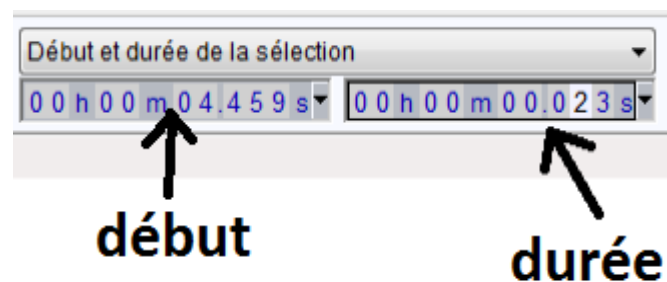 Début et durée de la sélection
00h00m04.459s 00h00m00.023s
début
durée